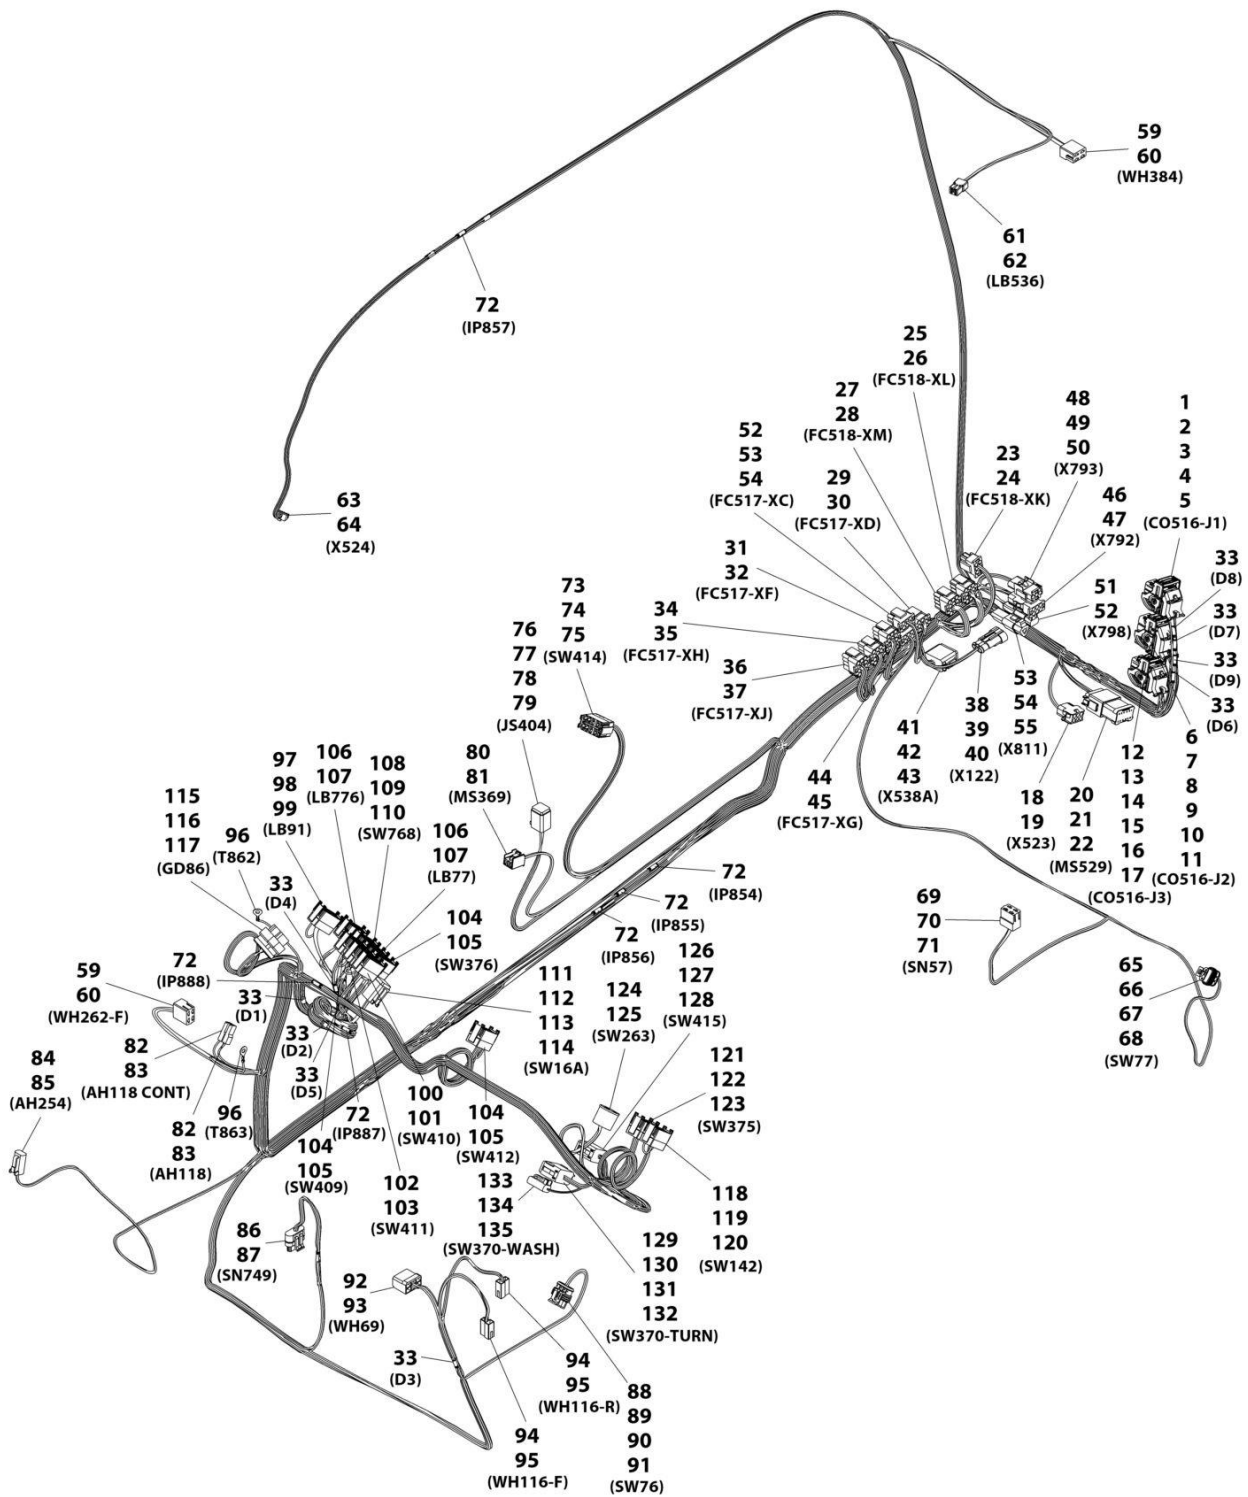 59
60
(WH384)
61
62
(LB536)
72
(IP857)
63
64
(X524)
25
26
(FC518-XL)
27
28
(FC518-XM)
52
53
54
(FC517-XC)
29
30
(FC517-XD)
23
24
(FC518-XK)
48
49
50
(X793)
46
47
(X792)
1
2
3
4
5
(CO516-J1)
33
(D8)
33
(D7)
33
(D9)
33
(D6)
51
52
(X798)
31
32
(FC517-XF)
34
35
(FC517-XH)
36
37
(FC517-XJ)
73
74
75
(SW414)
76
77
78
79
(JS404)
80
81
(MS369)
44
45
(FC517-XG)
41
42
43
(X538A)
38
39
40
(X122)
53
54
55
(X811)
18
19
(X523)
20
21
22
(MS529)
12
13
14
15
16
17
(CO516-J3)
6
7
8
9
10
11
(CO516-J2)
97
98
99
(LB91)
106
107
(LB776)
108
109
110
(SW768)
106
107
(LB77)
104
105
(SW376)
115
116
117
(GD86)
96
(T862)
33
(D4)
72
(IP888)
59
60
(WH262-F)
33
(D1)
82
83
(AH118 CONT)
33
(D2)
33
(D5)
84
85
(AH254)
96
(T863)
82
83
(AH118)
104
105
(SW409)
72
(IP887)
102
103
(SW411)
100
101
(SW410)
104
105
(SW412)
111
112
113
114
(SW16A)
72
(IP854)
72
(IP855)
72
(IP856)
124
125
(SW263)
126
127
128
(SW415)
121
122
123
(SW375)
118
119
120
(SW142)
133
134
135
(SW370-WASH)
129
130
131
132
(SW370-TURN)
69
70
71
(SN57)
65
66
67
68
(SW77)
86
87
(SN749)
92
93
(WH69)
33
(D3)
94
95
(WH116-R)
94
95
(WH116-F)
88
89
90
91
(SW76)